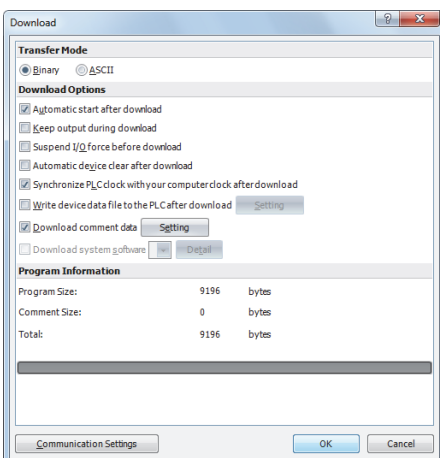 Download
Transfer Mode
Binary ASCII
Download Options
Automatic start after download
Keep output during download
Suspend I/O force before download
Automatic device clear after download
Synchronize PLC clock with your computer clock after download
Write device data file to the PLC after download Setting
Download comment data Setting
Download system software Detail
Program Information
Program Size: 9196 bytes
Comment Size: 0 bytes
Total: 9196 bytes
Communication Settings OK Cancel